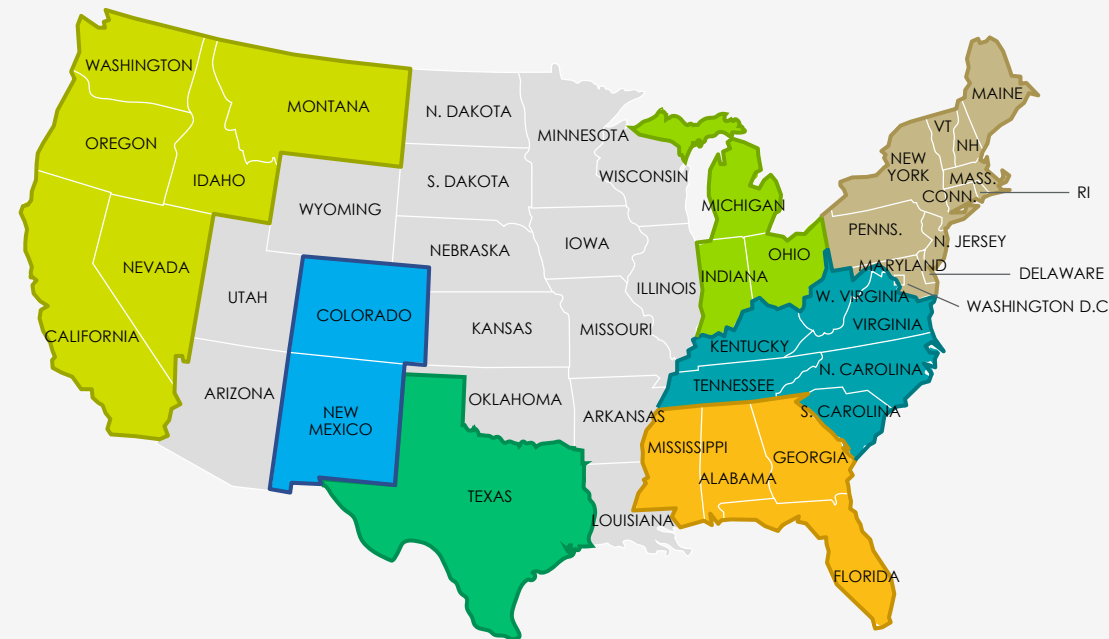 WASHINGTON
MONTANA
OREGON
IDAHO
NEVADA
CALIFORNIA
WYOMING
UTAH
COLORADO
ARIZONA
NEW
MEXICO
N. DAKOTA
S. DAKOTA
NEBRASKA
KANSAS
OKLAHOMA
TEXAS
MINNESOTA
IOWA
MISSOURI
ARKANSAS
LOUISIANA
WISCONSIN
ILLINOIS
MICHIGAN
INDIANA
OHIO
KENTUCKY
TENNESSEE
W. VIRGINIA
VIRGINIA
N. CAROLINA
S. CAROLINA
MISSISSIPPI
ALABAMA
GEORGIA
FLORIDA
MAINE
VT
NH
NEW
YORK
MASS.
CONN.
RI
PENNS.
N. JERSEY
MARYLAND
DELAWARE
WASHINGTON D.C